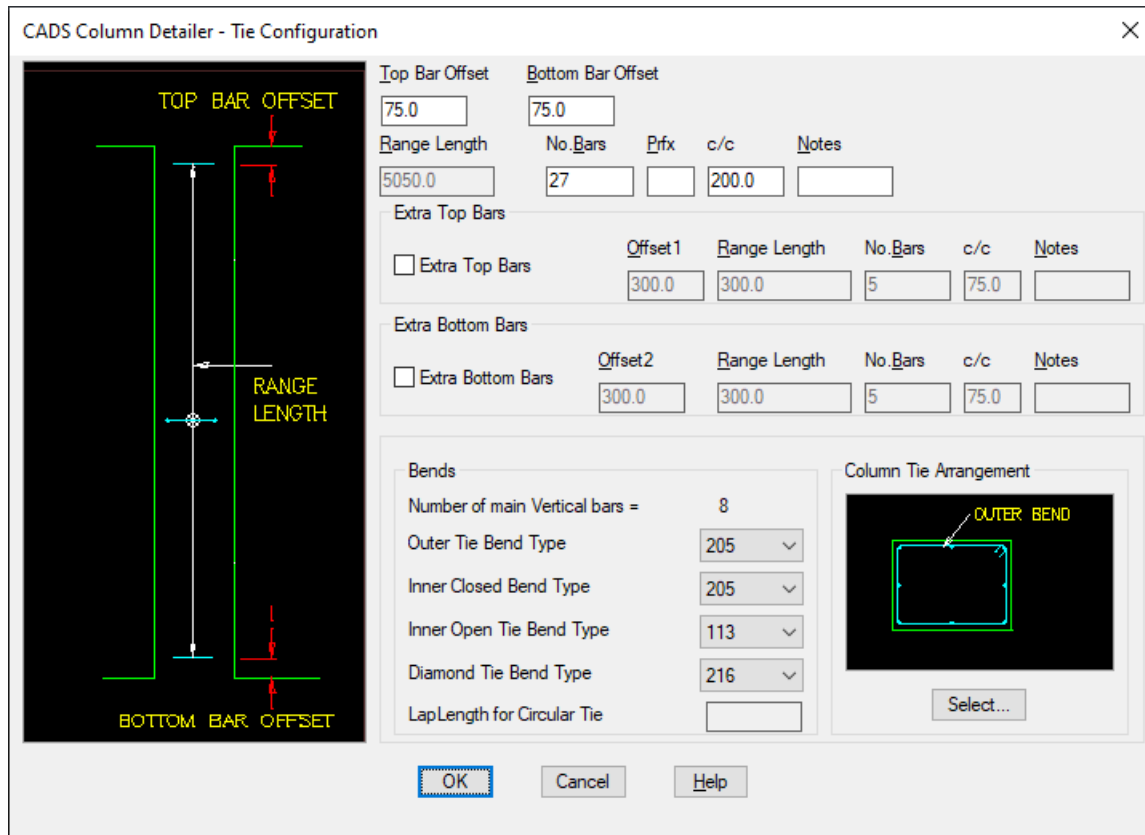 CADS Column Detailer - Tie Configuration
TOP BAR OFFSET
RANGE
LENGTH
BOTTOM BAR OFFSET
Top Bar Offset Bottom Bar Offset
75.0 75.0
Range Length No.Bars Prfx c/c Notes
5050.0 27 200.0
Extra Top Bars
Offset1 Range Length No.Bars c/c Notes
Extra Top Bars 300.0 300.0 5 75.0
Extra Bottom Bars
Offset2 Range Length No.Bars c/c Notes
Extra Bottom Bars 300.0 300.0 5 75.0
Bends
Number of main Vertical bars = 8
Outer Tie Bend Type 205
Inner Closed Bend Type 205
Inner Open Tie Bend Type 113
Diamond Tie Bend Type 216
LapLength for Circular Tie
Column Tie Arrangement
OUTER BEND
Select...
OK Cancel Help